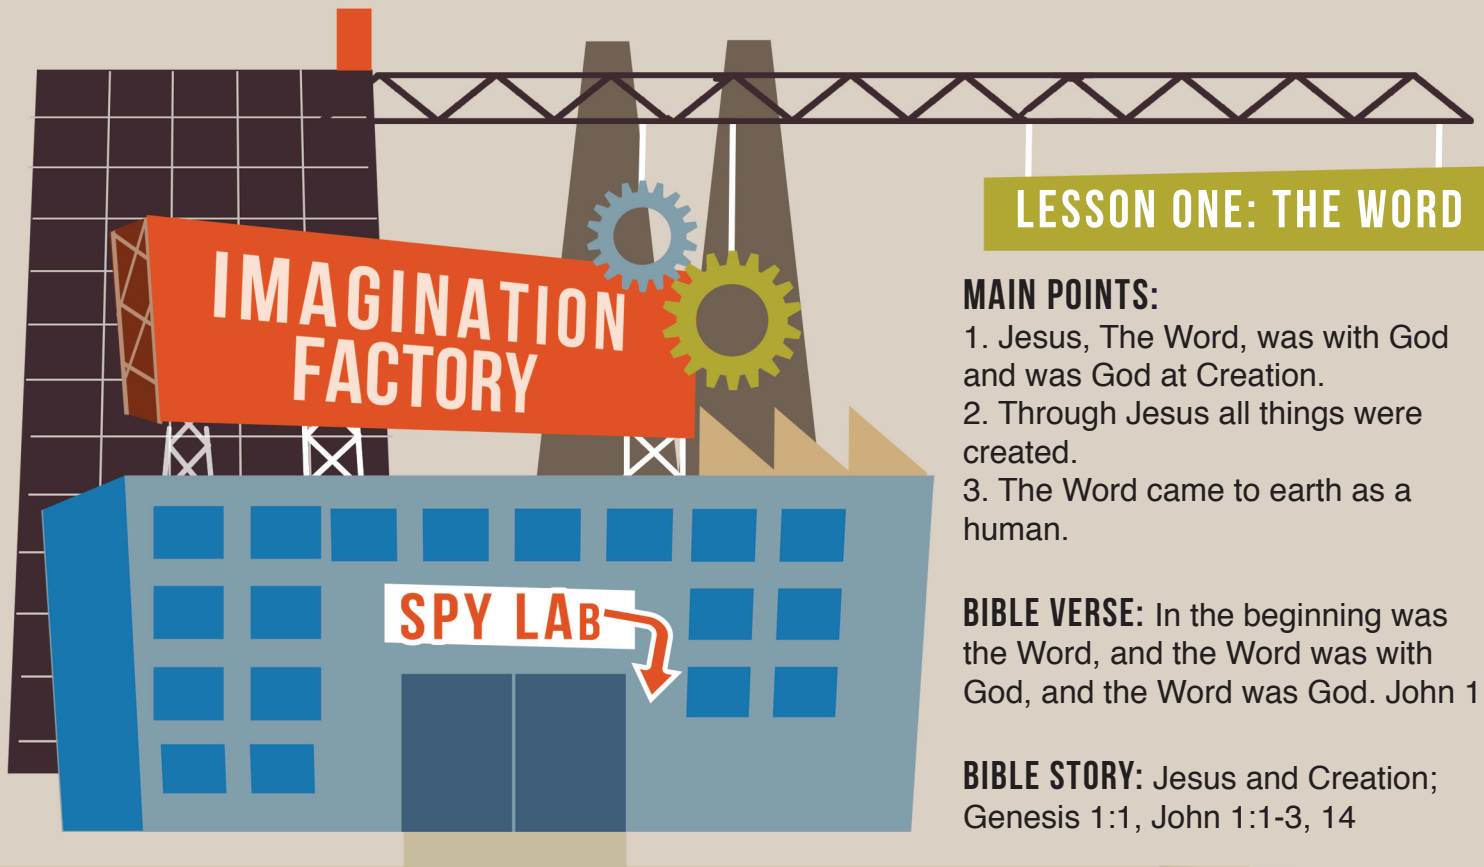 IMAGINATION
FACTORY
SPY LAB
LESSON ONE: THE WORD
MAIN POINTS:
1. Jesus, The Word, was with God
and was God at Creation.
2. Through Jesus all things were
created.
3. The Word came to earth as a
human.
BIBLE VERSE: In the beginning was
the Word, and the Word was with
God, and the Word was God. John 1
BIBLE STORY: Jesus and Creation;
Genesis 1:1, John 1:1-3, 14